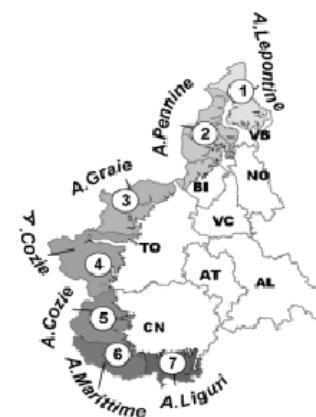 A.Lepontine
1
A.Pennine
2
VB
A.Graie
BI
NO
3
VC
A.Cozie
TO
4
AT
AL
A.Cozie
5
CN
6
7
A.Marittime
A.Liguri